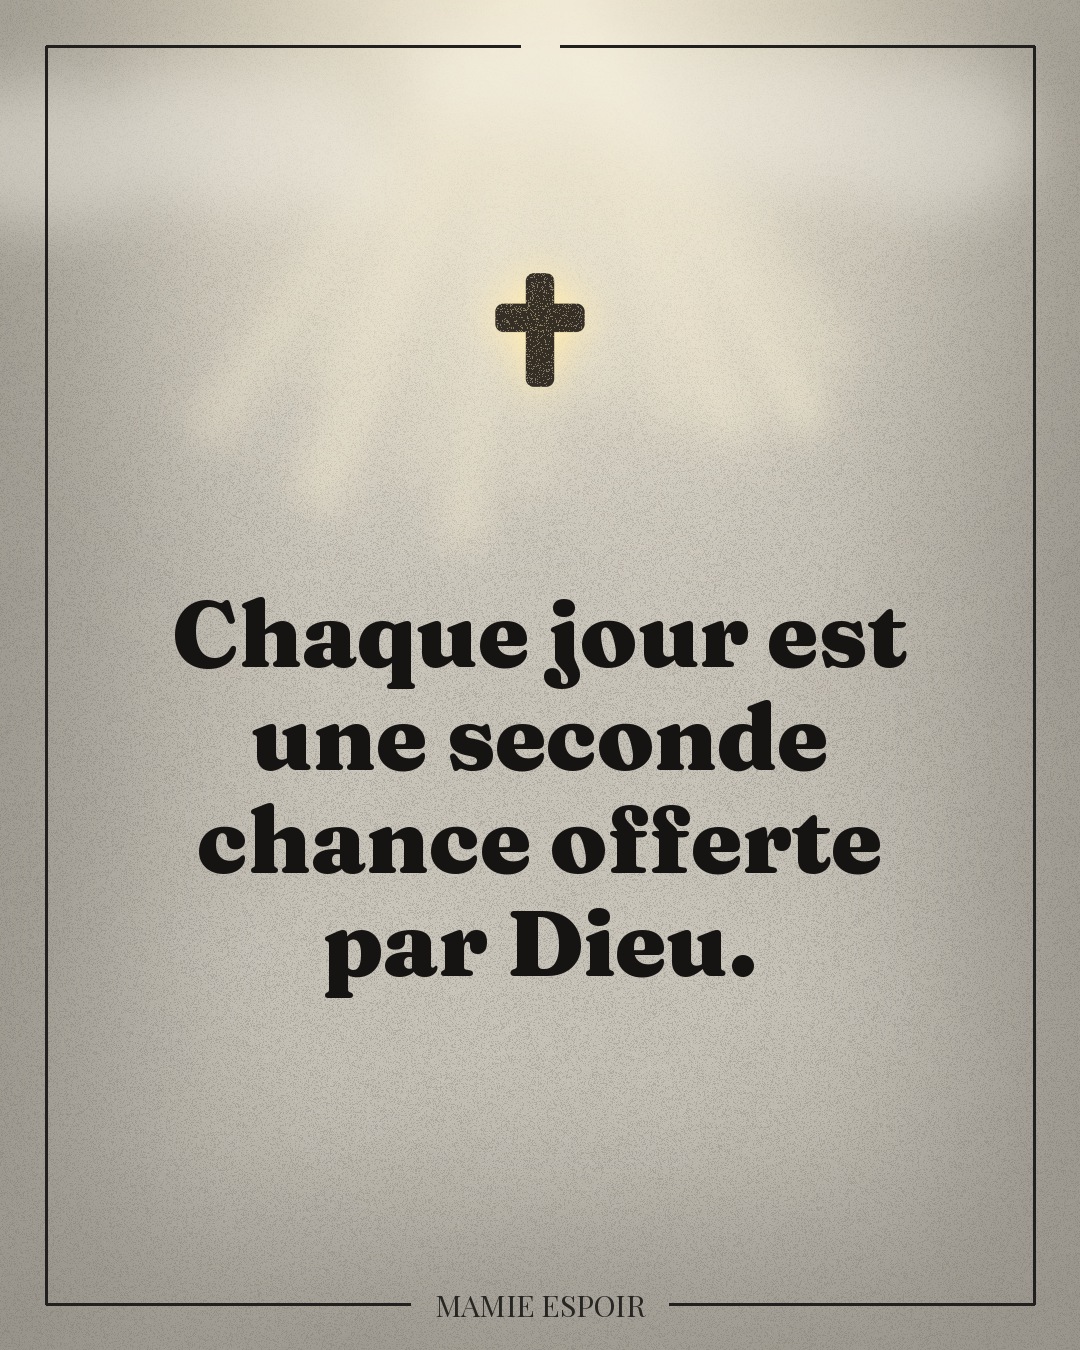 Chaque jour est
une seconde
chance offerte
par Dieu.
MAMIE ESPOIR